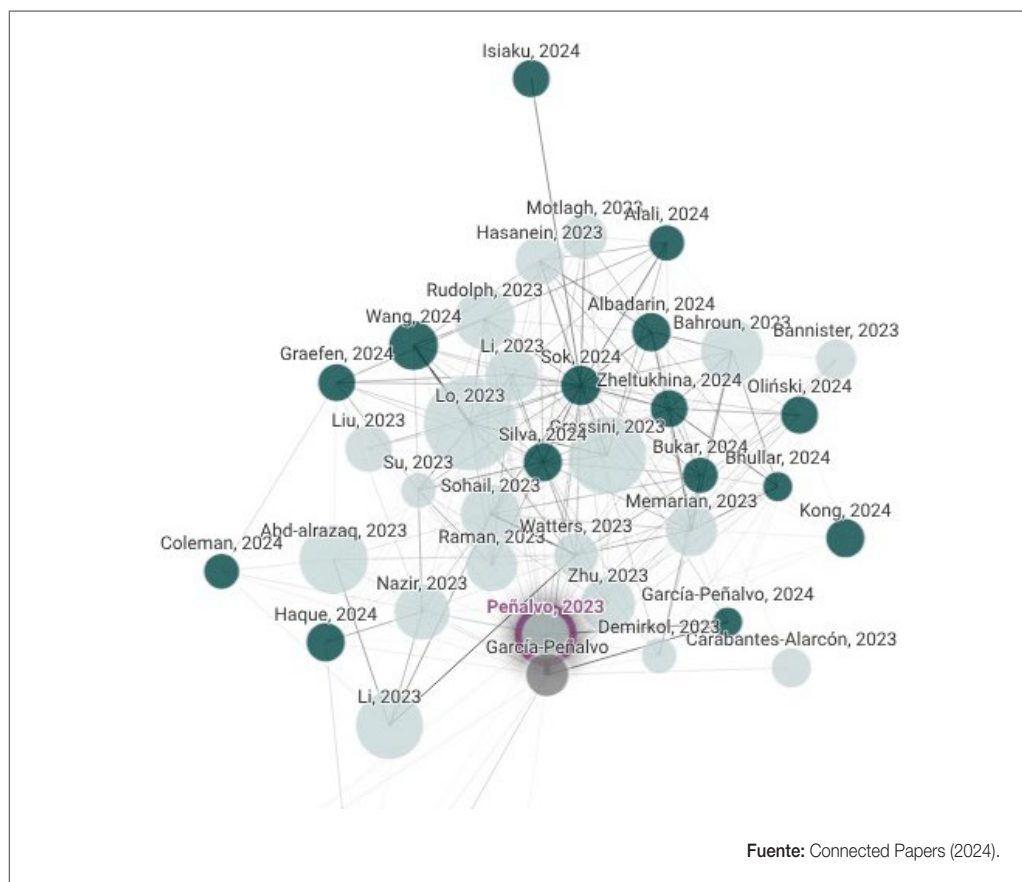 Isiaku, 2024
Motlagh, 2023
Alali, 2024
Hasanein, 2023
Rudolph, 2023
Albadarin, 2024
Wang, 2024
Bahroun, 2023
Bannister, 2023
Graefen, 2024
Li, 2023
Sok, 2024
Zheltukhina, 2024
Oliński, 2024
Lo, 2023
Liu, 2023
Silva, 2024
Grassini, 2023
Bukar, 2024
Bhullar, 2024
Su, 2023
Sohail, 2023
Memarian, 2023
Kong, 2024
Abd-alrazaq, 2023
Raman, 2023
Watters, 2023
Coleman, 2024
Nazir, 2023
Zhu, 2023
García-Peñalvo, 2024
Haque, 2024
Peñalvo, 2023
Demirkol, 2023
Carabantes-Alarcón, 2023
García-Peñalvo
Li, 2023
Fuente: Connected Papers (2024).